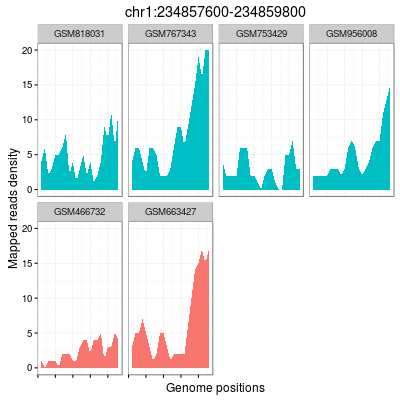 chr1:234857600-234859800
GSM818031 GSM767343 GSM753429 GSM956008
20
15
10
5
0
GSM466732 GSM663427
20
15
10
5
0
Mapped reads density
Genome positions